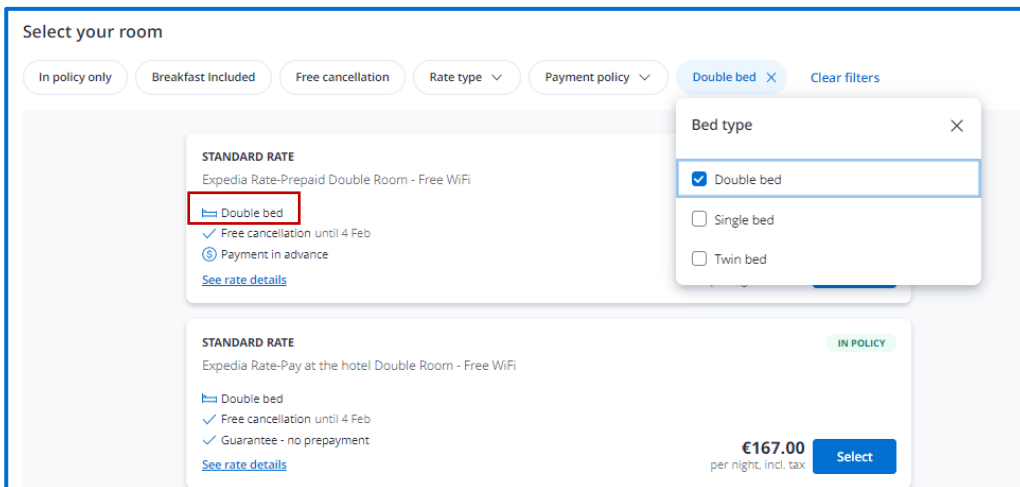 Select your room
In policy only Breakfast Included Free cancellation Rate type Payment policy Double bed Clear filters
Bed type
Double bed
Single bed
Twin bed
STANDARD RATE
Expedia Rate-Prepaid Double Room - Free WiFi
Double bed
Free cancellation until 4 Feb
Payment in advance
See rate details
STANDARD RATE
IN POLICY
Expedia Rate-Pay at the hotel Double Room - Free WiFi
Double bed
Free cancellation until 4 Feb
Guarantee - no prepayment
See rate details
€167.00
per night, incl. tax
Select